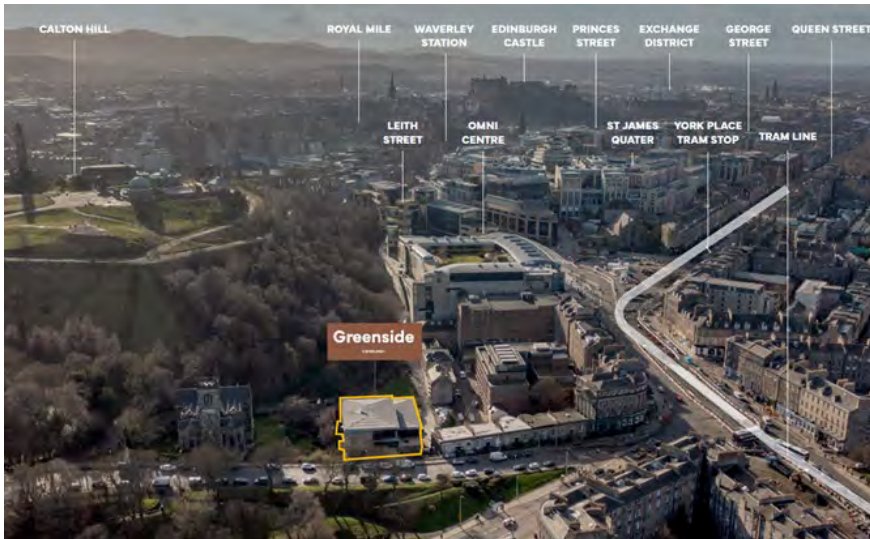 CALTON HILL
ROYAL MILE
WAVERLEY
STATION
EDINBURGH
CASTLE
PRINCES
STREET
EXCHANGE
DISTRICT
GEORGE
STREET
QUEEN STREET
LEITH
STREET
OMNI
CENTRE
ST JAMES
QUATER
YORK PLACE
TRAM STOP
TRAM LINE
Greenside